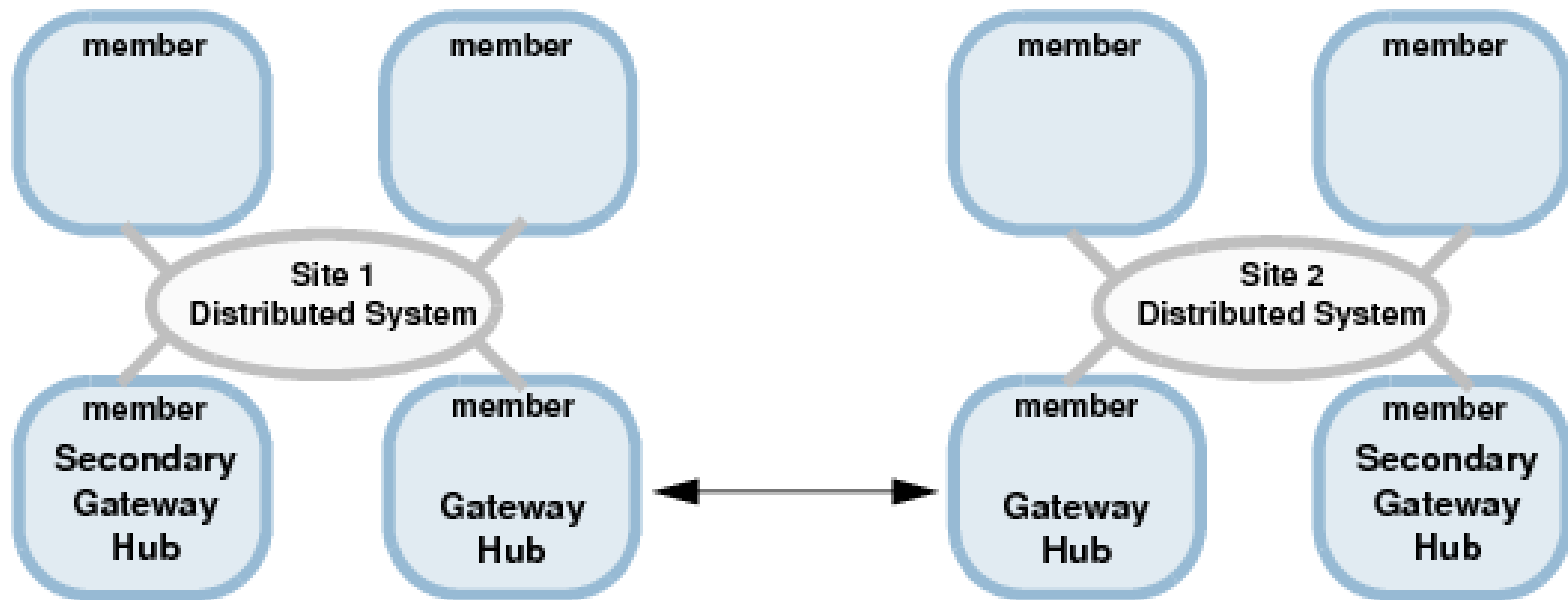 member
member
member
member
Site 1
Distributed System
Site 2
Distributed System
member
Secondary
Gateway
Hub
member
Gateway
Hub
member
Gateway
Hub
member
Secondary
Gateway
Hub